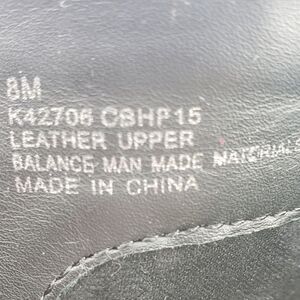 8M
K42706 CBHP15
LEATHER UPPER
BALANCE MAN MADE MATERIALS
MADE IN CHINA